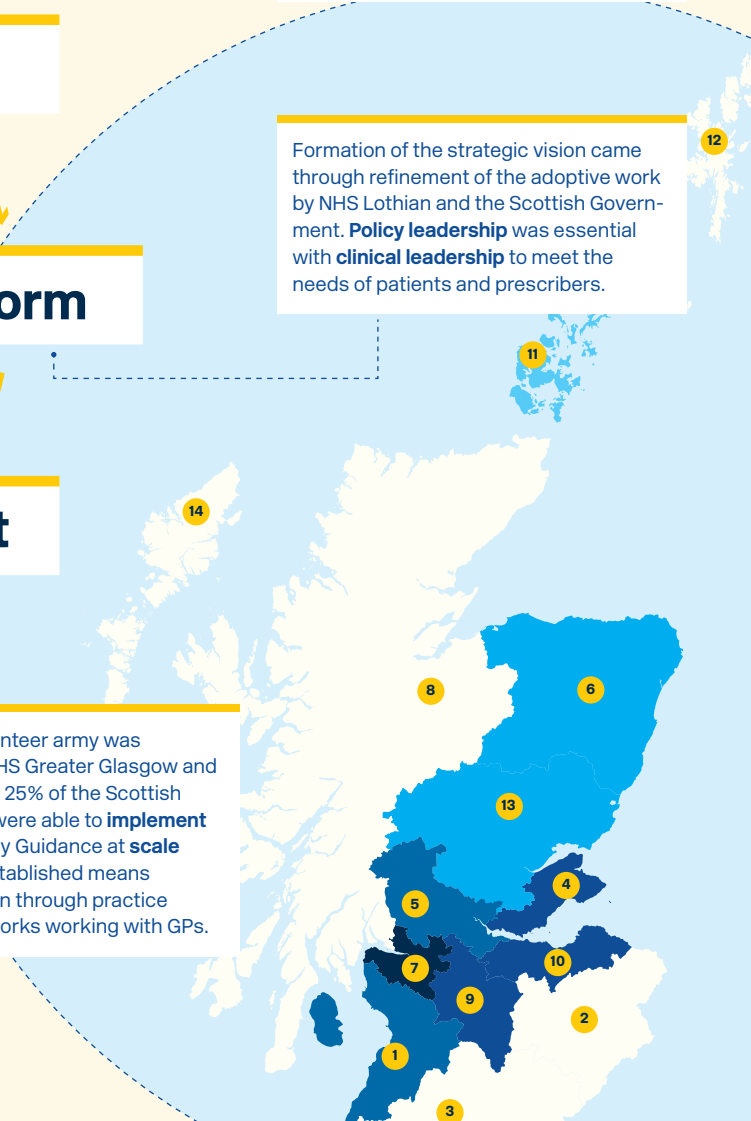 12
Formation of the strategic vision came
through refinement of the adoptive work
by NHS Lothian and the Scottish Govern-
ment. Policy leadership was essential
with clinical leadership to meet the
needs of patients and prescribers.
orm
11
t
14
8
6
nteer army was
HS Greater Glasgow and
25% of the Scottish
were able to implement
y Guidance at scale
tablished means
n through practice
orks working with GPs.
13
4
5
10
7
9
2
1
3